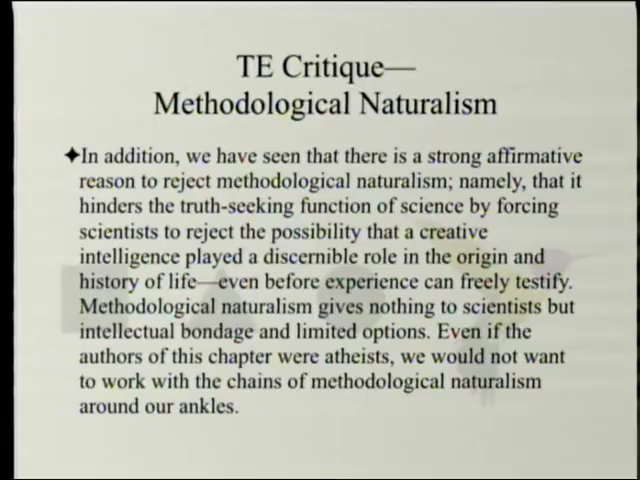 TE Critique—
Methodological Naturalism
✦In addition, we have seen that there is a strong affirmative
reason to reject methodological naturalism; namely, that it
hinders the truth-seeking function of science by forcing
scientists to reject the possibility that a creative
intelligence played a discernible role in the origin and
history of life—even before experience can freely testify.
Methodological naturalism gives nothing to scientists but
intellectual bondage and limited options. Even if the
authors of this chapter were atheists, we would not want
to work with the chains of methodological naturalism
around our ankles.